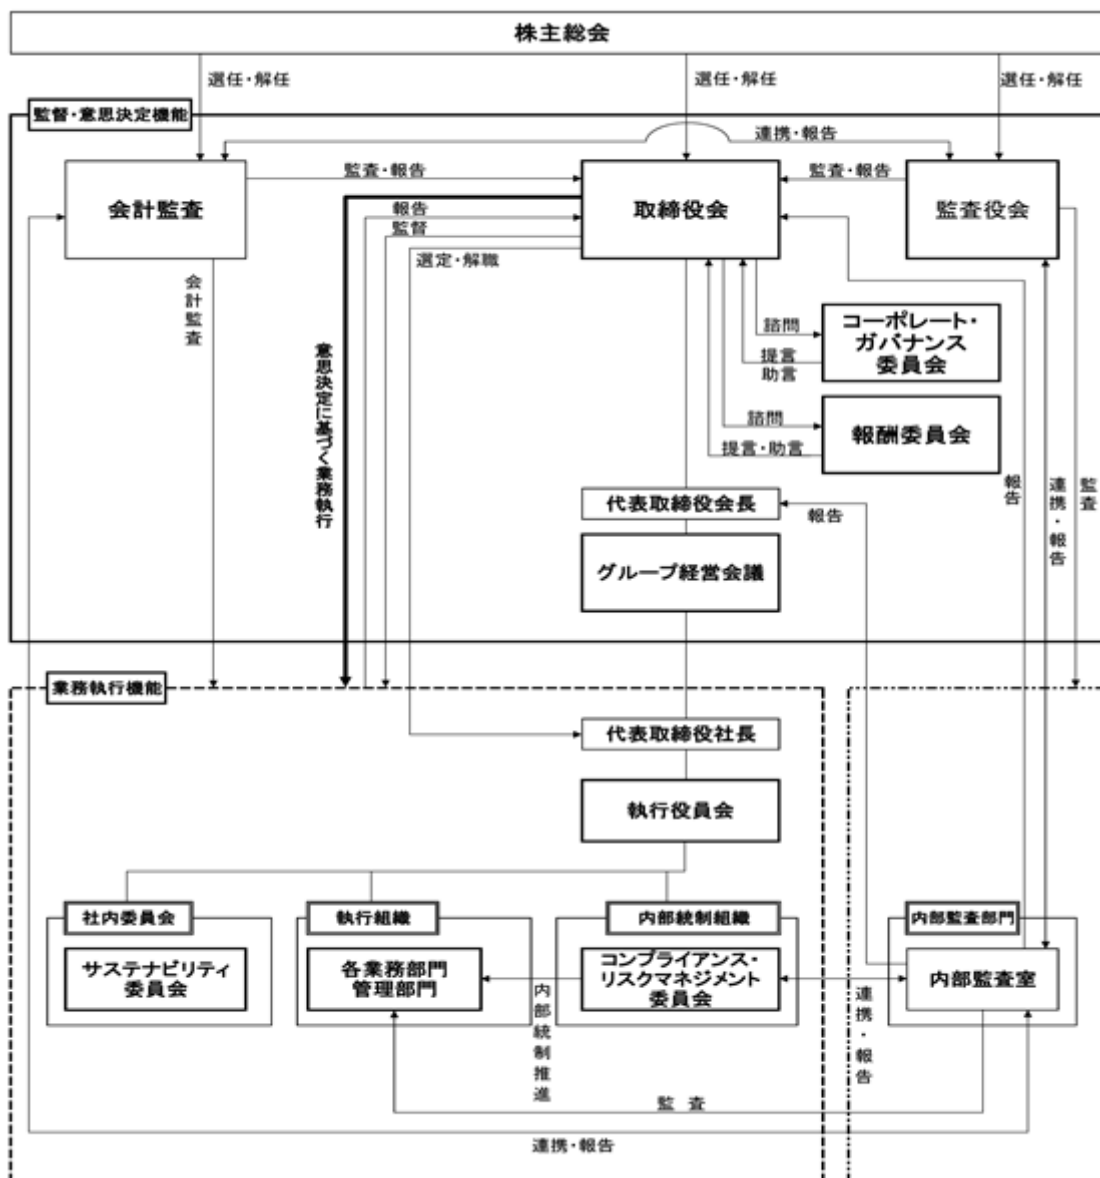 株主総会
選任・解任
選任・解任
選任・解任
監督・意思決定機能
連携・報告
会計監査
監査・報告
取締役会
監査・報告
監査役会
報告
監督
選定・解職
会計監査
意思決定に基づく業務執行
諮問
提言
助言
コーポレート・
ガバナンス
委員会
諮問
提言・助言
報酬委員会
報告
連携・報告
監査
代表取締役会長
報告
グループ経営会議
業務執行機能
代表取締役社長
執行役員会
社内委員会
執行組織
内部統制組織
内部監査部門
サステナビリティ
委員会
各業務部門
管理部門
コンプライアンス・
リスクマネジメント
委員会
内部監査室
内部統制推進
連携・報告
監 査
連携・報告